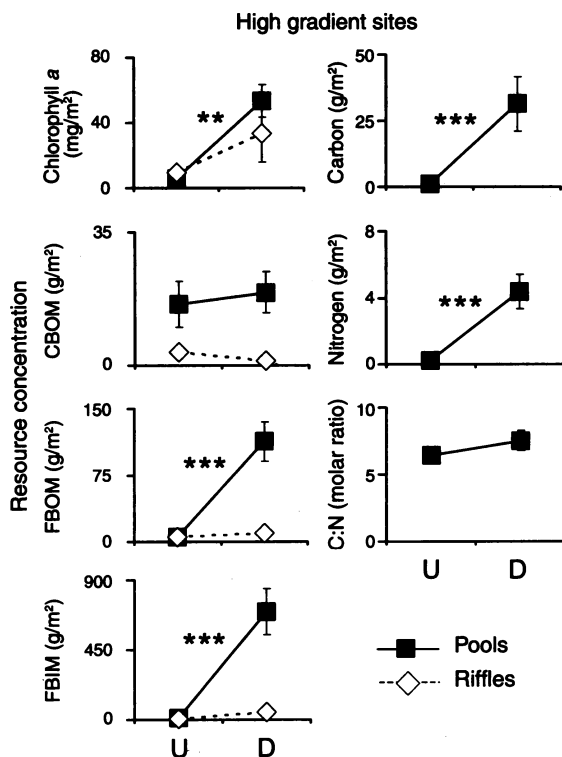 High gradient sites
Resource concentration
Chlorophyll a
(mg/m²)
80
40
0
**
CBOM (g/m²)
35
0
FBOM (g/m²)
150
75
0
***
FBIM (g/m²)
900
450
0
***
U D
Carbon (g/m²)
50
25
0
***
Nitrogen (g/m²)
8
4
0
***
C:N (molar ratio)
10
5
0
U D
Pools
Riffles